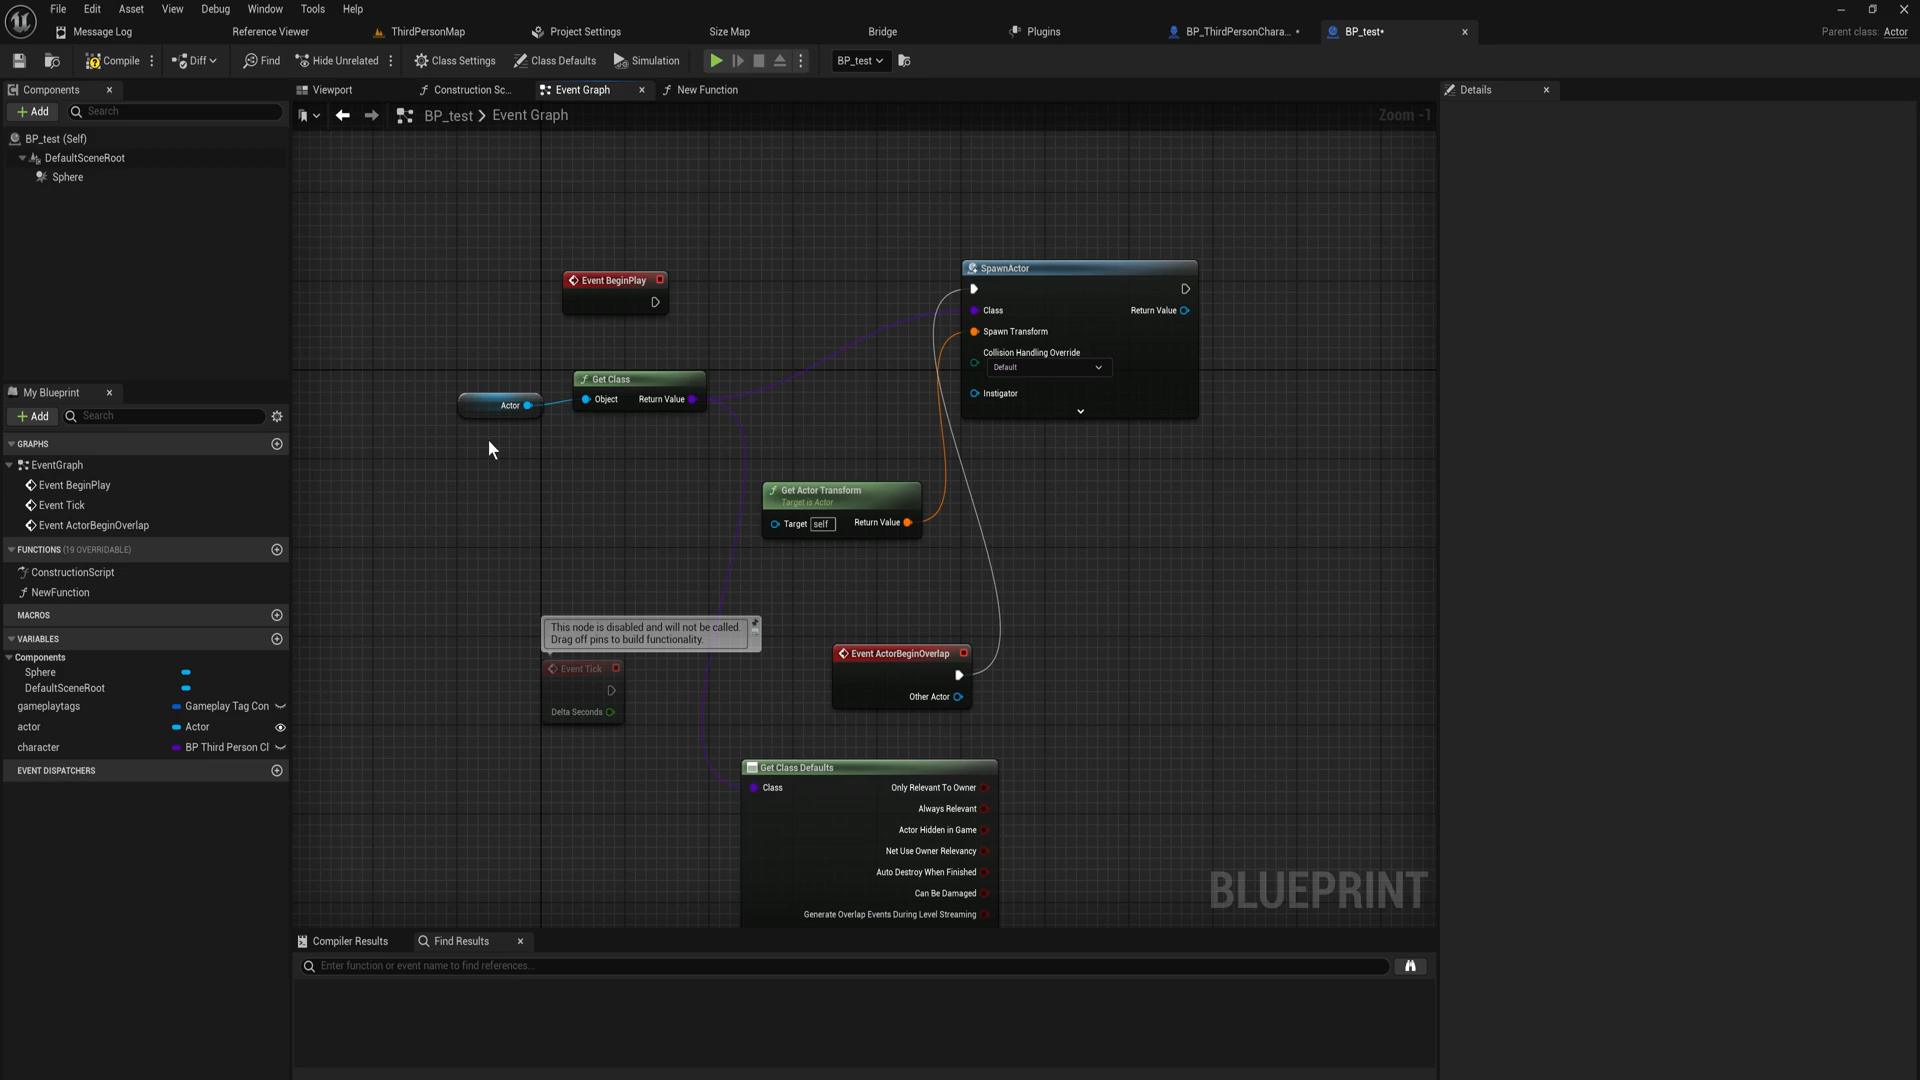 File Edit Asset View Debug Window Tools Help
Message Log Reference Viewer ThirdPersonMap Project Settings Size Map Bridge Plugins BP_ThirdPersonChara... • BP_test• Parent class: Actor
Compile Diff Find Hide Unrelated Class Settings Class Defaults Simulation BP_test
Components
Add Search
BP_test (Self)
DefaultSceneRoot
Sphere
My Blueprint
Add Search
GRAPHS
EventGraph
Event BeginPlay
Event Tick
Event ActorBeginOverlap
FUNCTIONS (19 OVERRIDABLE)
ConstructionScript
NewFunction
MACROS
VARIABLES
Components
Sphere
DefaultSceneRoot
gameplaytags Gameplay Tag Con
actor Actor
character BP Third Person Cl
EVENT DISPATCHERS
Viewport Construction Sc... Event Graph New Function
BP_test > Event Graph Zoom -1
Event BeginPlay
Actor
Get Class
Object Return Value
SpawnActor
Class Return Value
Spawn Transform
Collision Handling Override
Default
Instigator
Get Actor Transform
Target is Actor
Target self Return Value
This node is disabled and will not be called.
Drag off pins to build functionality.
Event Tick
Delta Seconds
Event ActorBeginOverlap
Other Actor
Get Class Defaults
Class Only Relevant To Owner
Always Relevant
Actor Hidden in Game
Net Use Owner Relevancy
Auto Destroy When Finished
Can Be Damaged
Generate Overlap Events During Level Streaming
BLUEPRINT
Compiler Results Find Results
Enter function or event name to find references...
Details